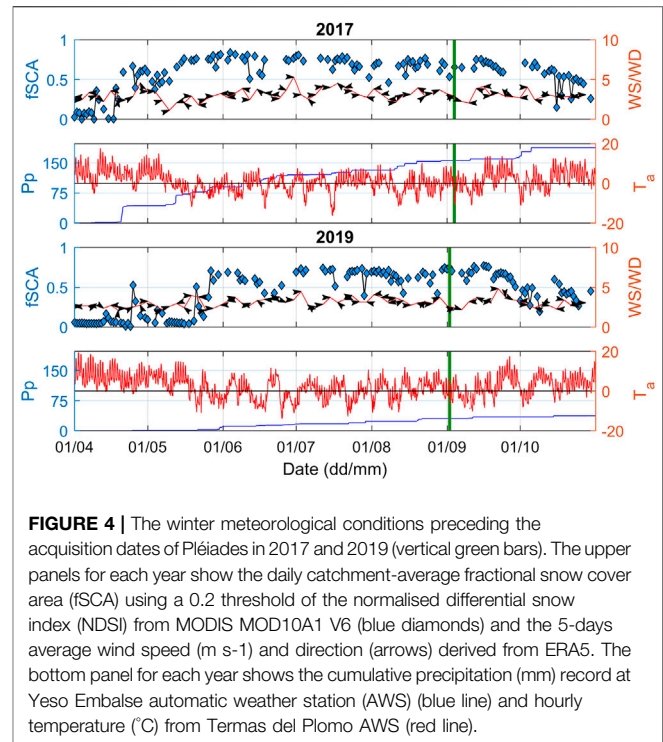 2017
1
0.5
0
fSCA
10
5
0
WS/WD
150
75
0
Pp
20
0
-20
Ta
2019
1
0.5
0
fSCA
10
5
0
WS/WD
150
75
0
Pp
20
0
-20
Ta
01/04 01/05 01/06 01/07 01/08 01/09 01/10
Date (dd/mm)
FIGURE 4 | The winter meteorological conditions preceding the
acquisition dates of Pléiades in 2017 and 2019 (vertical green bars). The upper
panels for each year show the daily catchment-average fractional snow cover
area (fSCA) using a 0.2 threshold of the normalised differential snow
index (NDSI) from MODIS MOD10A1 V6 (blue diamonds) and the 5-days
average wind speed (m s-1) and direction (arrows) derived from ERA5. The
bottom panel for each year shows the cumulative precipitation (mm) record at
Yeso Embalse automatic weather station (AWS) (blue line) and hourly
temperature (°C) from Termas del Plomo AWS (red line).